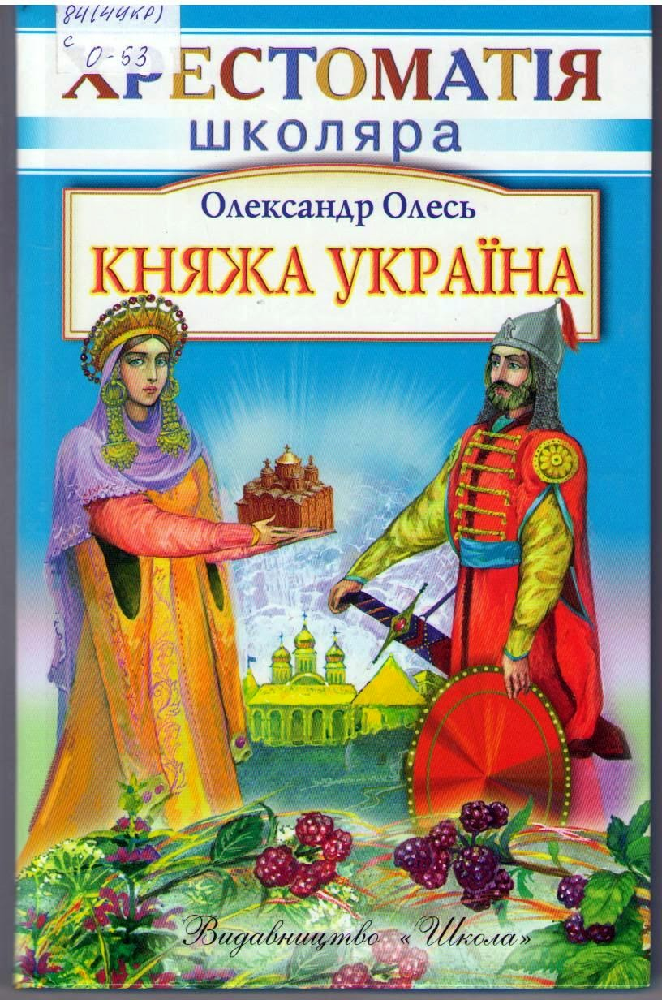 84(4УКР)
С
О-53
ХРЕСТОМАТІЯ
школяра
Олександр Олесь
КНЯЖА УКРАЇНА
Видавництво «Школа»